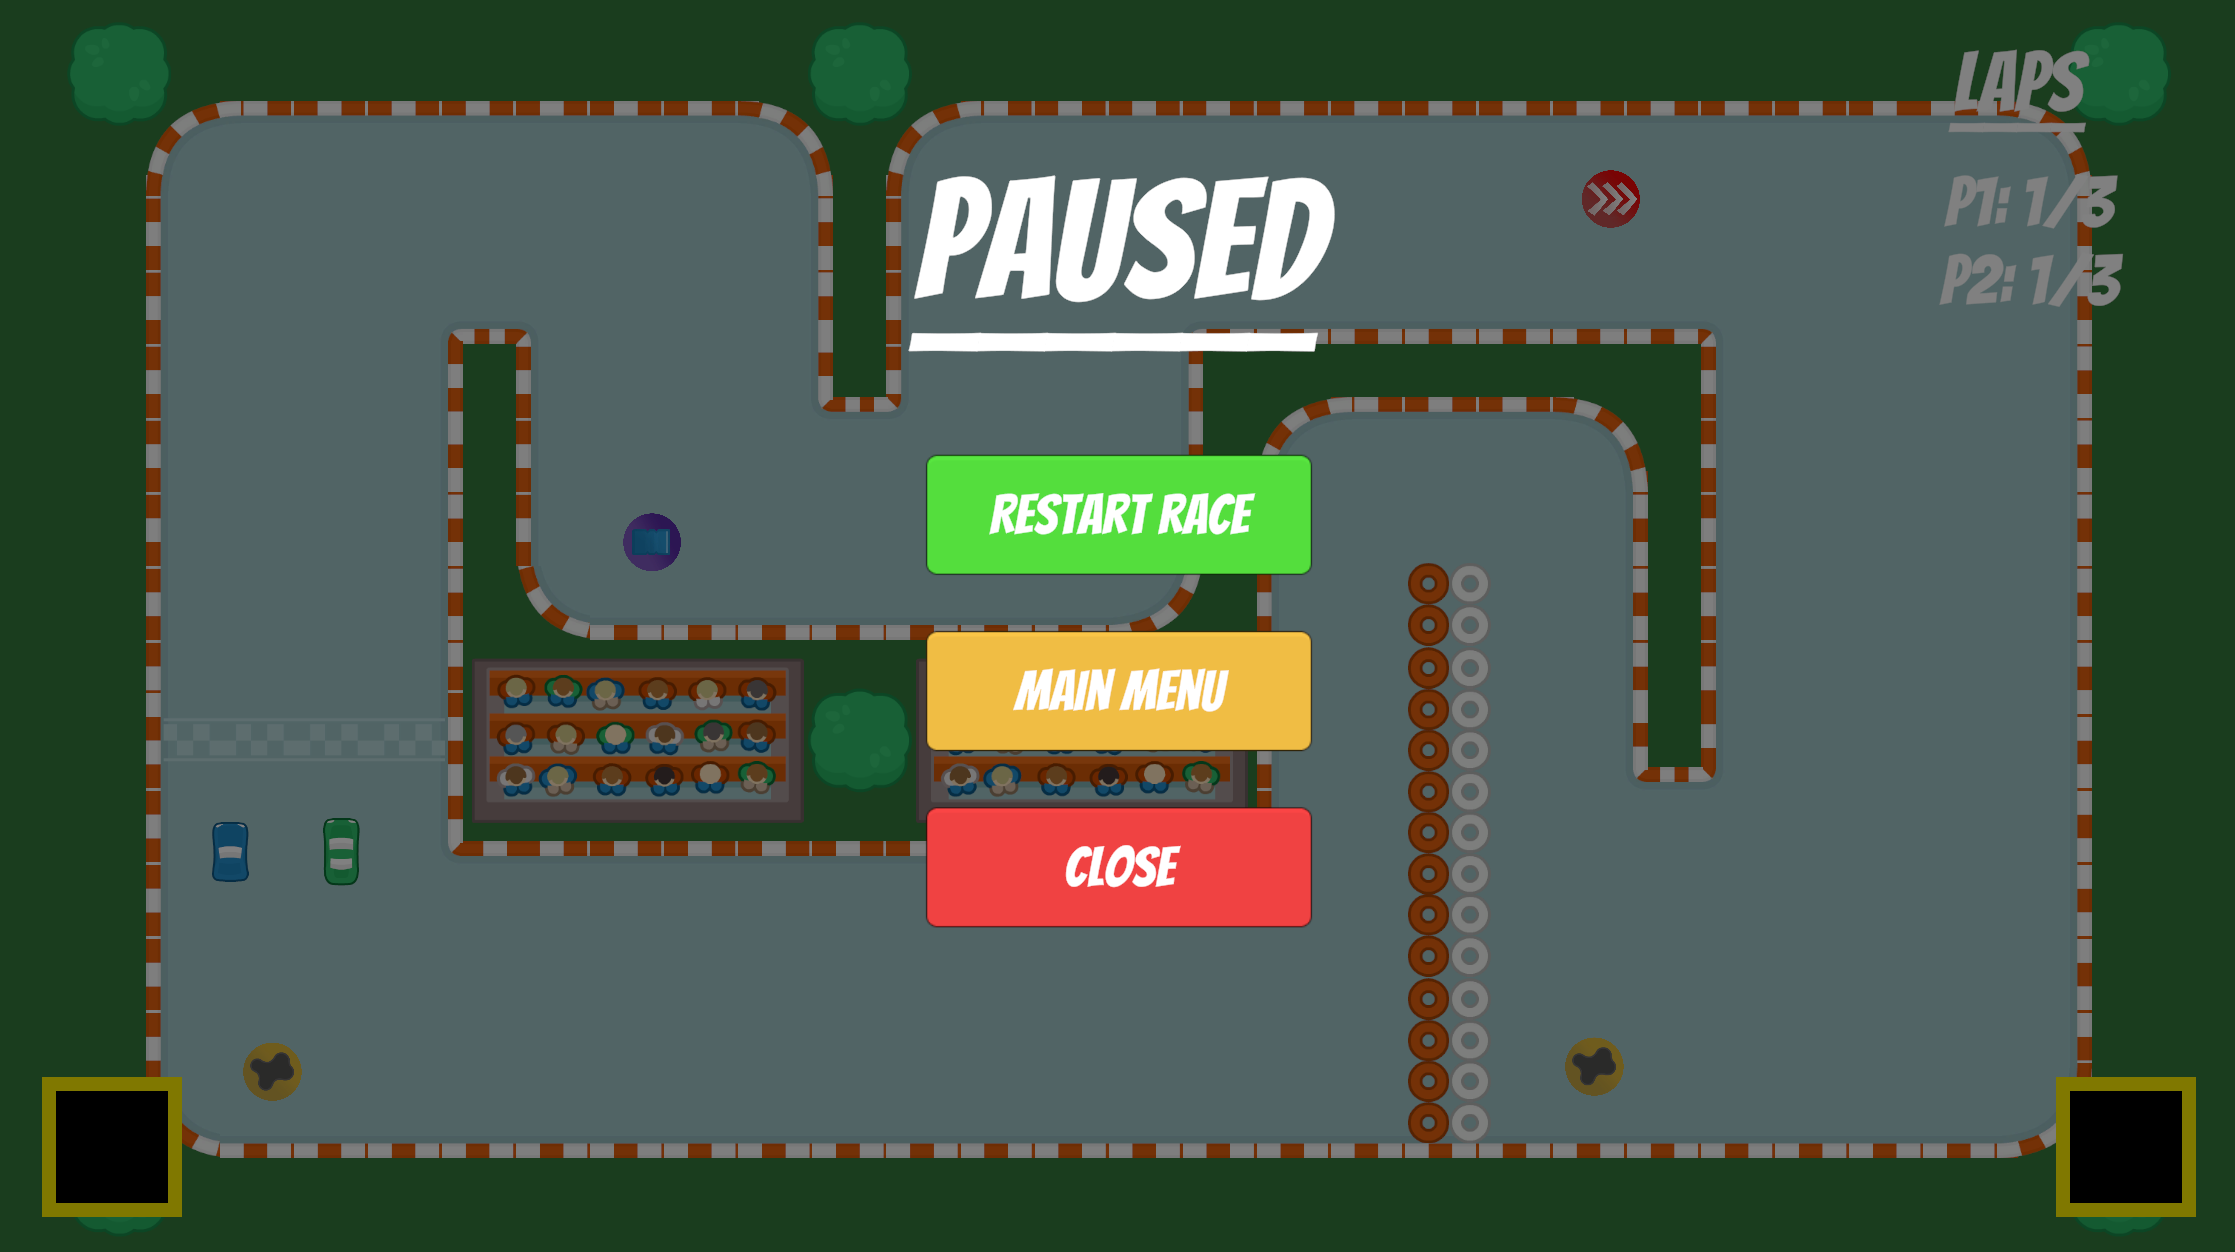 LAPS
P1: 1/3
P2: 1/3
PAUSED
RESTART RACE
MAIN MENU
CLOSE